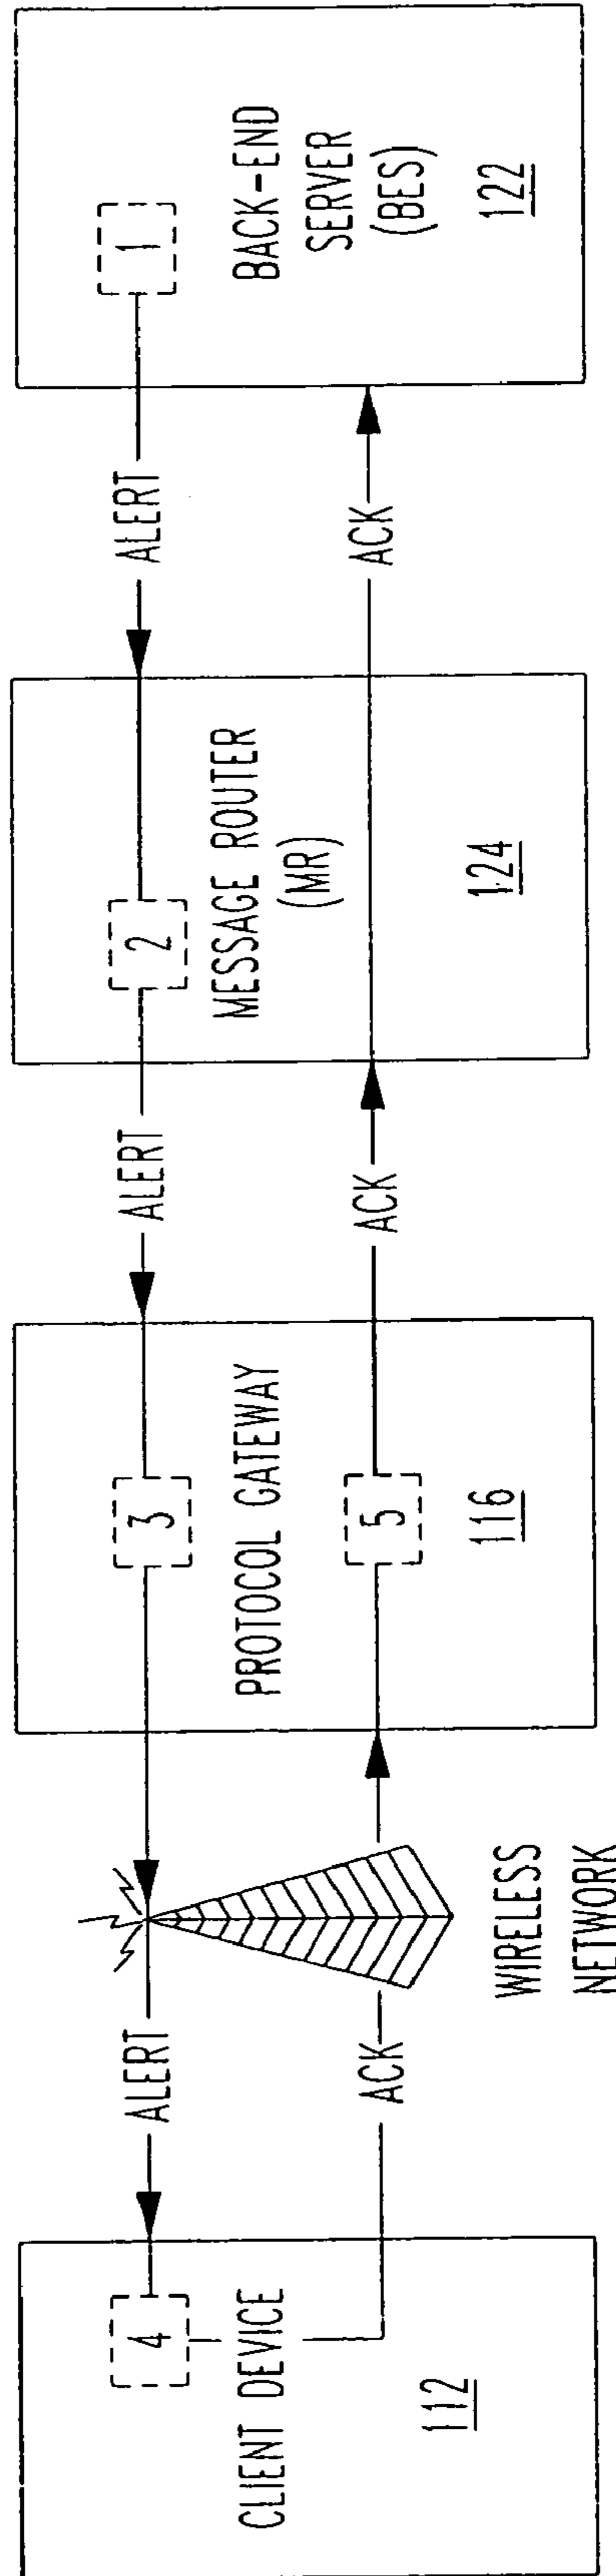 CLIENT DEVICE
4
112
ALERT
ACK
WIRELESS
NETWORK
PROTOCOL GATEWAY
3
5
116
ALERT
ACK
MESSAGE ROUTER
(MR)
2
124
ALERT
ACK
1
BACK-END
SERVER
(BES)
122